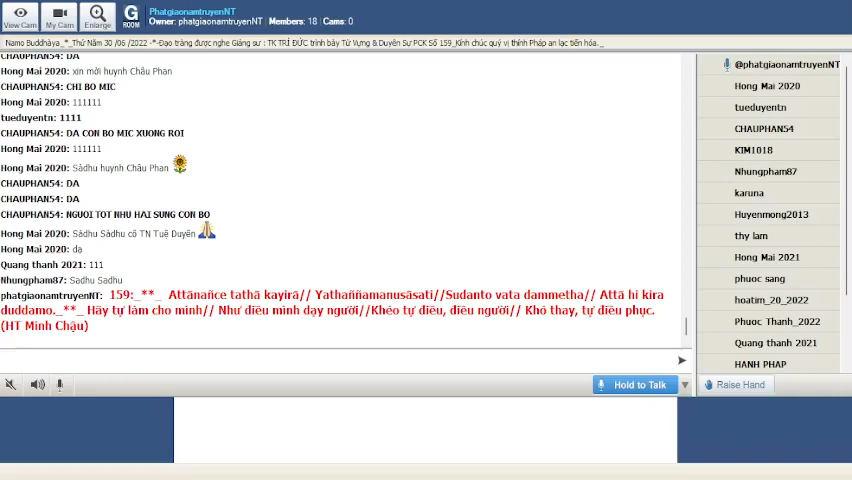 View Cam
My Cam
Enlarge
G ROOM
PhatgiaonamtruyenNT
Owner: phatgiaonamtruyenNT | Members: 18 | Cams: 0
Namo Buddhàya_*_Thứ Năm 30 /06 /2022 -*-Đạo tràng được nghe Giảng sư : TK TRÍ ĐỨC trình bày Từ Vựng & Duyên Sự PCK Số 159_Kính chúc quý vị thính Pháp an lạc tiến hóa._
CHAUPHAN54: DA
Hong Mai 2020: xin mời huynh Châu Phan
CHAUPHAN54: CHI BO MIC
Hong Mai 2020: 111111
tueduyentn: 1111
CHAUPHAN54: DA CON BO MIC XUONG ROI
Hong Mai 2020: 111111
Hong Mai 2020: Sàdhu huynh Châu Phan
CHAUPHAN54: DA
CHAUPHAN54: DA
CHAUPHAN54: NGUOI TOT NHU HAI SUNG CON BO
Hong Mai 2020: Sàdhu Sàdhu cô TN Tuệ Duyên
Hong Mai 2020: dạ
Quang thanh 2021: 111
Nhungpham87: Sadhu Sadhu
phatgiaonamtruyenNT: 159:_**_ Attānañce tathā kayirā// Yathaññamanusāsati//Sudanto vata dammetha// Attā hi kira
duddamo._**_ Hãy tự làm cho mình// Như điều mình dạy người//Khéo tự điều, điều người// Khó thay, tự điều phục.
(HT Minh Châu)
Hold to Talk
@phatgiaonamtruyenNT
Hong Mai 2020
tueduyentn
CHAUPHAN54
KIM1018
Nhungpham87
karuna
Huyenmong2013
thy lam
Hong Mai 2021
phuoc sang
hoatim_20_2022
Phuoc Thanh_2022
Quang thanh 2021
HANH PHAP
Raise Hand